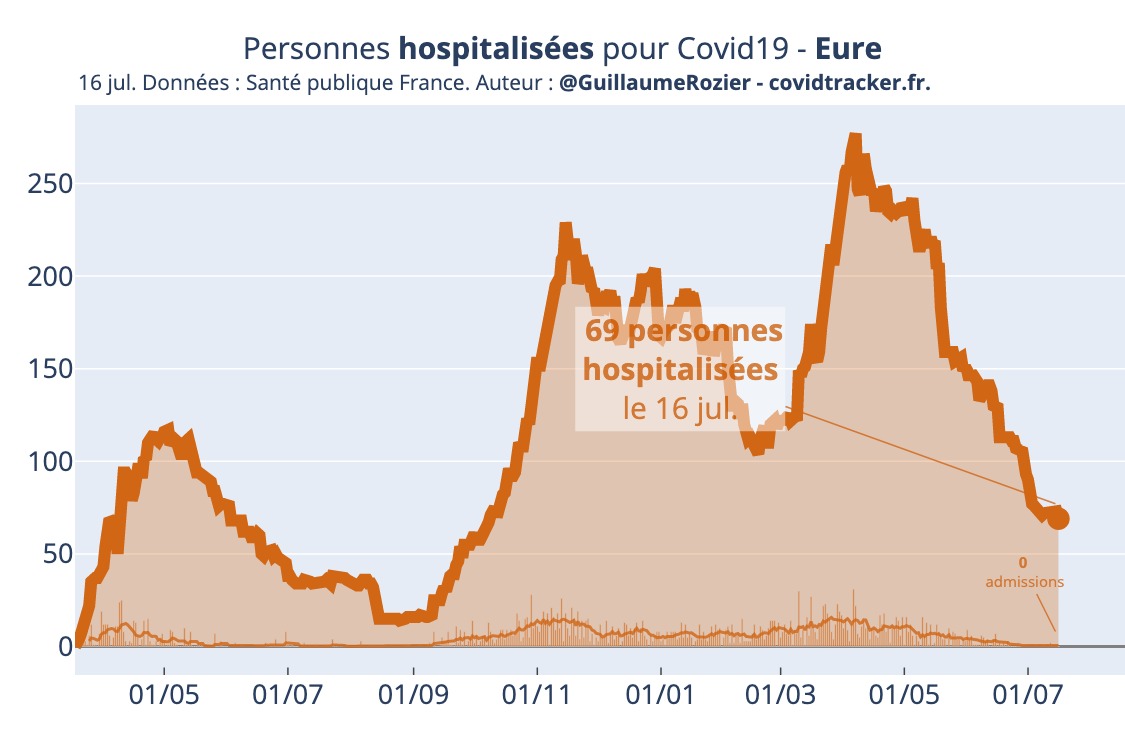 Personnes hospitalisées pour Covid19 - Eure
16 jul. Données : Santé publique France. Auteur : @GuillaumeRozier - covidtracker.fr.
250
200
150
100
50
0
69 personnes
hospitalisées
le 16 jul.
0
admissions
01/05
01/07
01/09
01/11
01/01
01/03
01/05
01/07